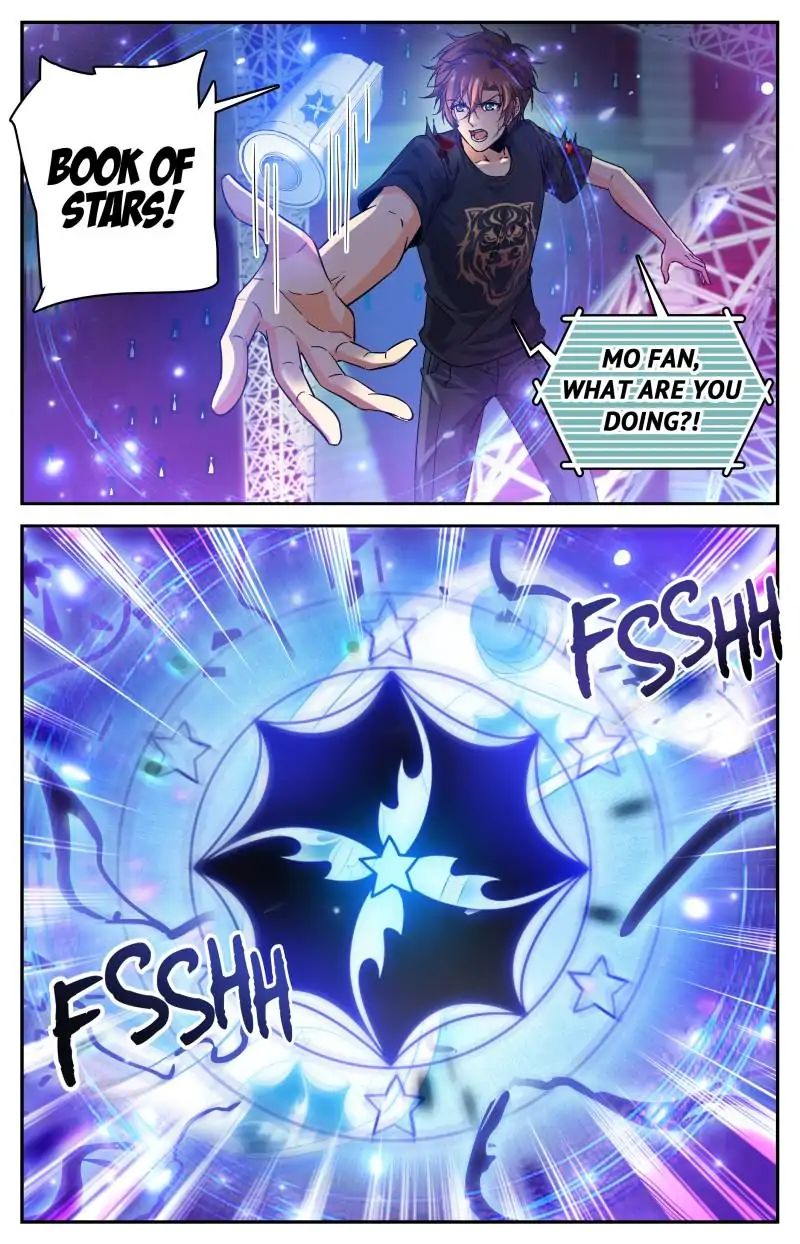 BOOK OF
STARS!
MO FAN,
WHAT ARE YOU
DOING?!
FSSHH
FSSHH